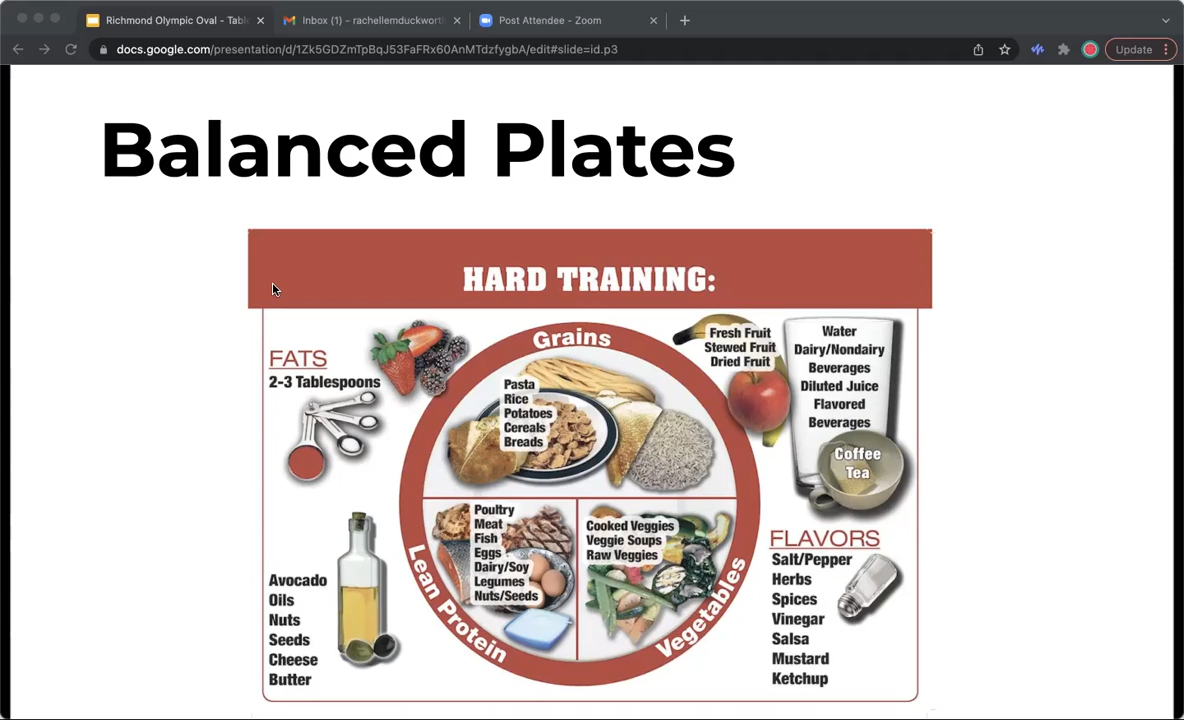 Richmond Olympic Oval - Tabl
Inbox (1) - rachellemduckwort
Post Attendee - Zoom
docs.google.com/presentation/d/1Zk5GDZmTpBqJ53FaFRx60AnMTdzfygbA/edit#slide=id.p3
Update
Balanced Plates
HARD TRAINING:
FATS
2-3 Tablespoons
Avocado
Oils
Nuts
Seeds
Cheese
Butter
Grains
Pasta
Rice
Potatoes
Cereals
Breads
Lean Protein
Poultry
Meat
Fish
Eggs
Dairy/Soy
Legumes
Nuts/Seeds
Vegetables
Cooked Veggies
Veggie Soups
Raw Veggies
Fresh Fruit
Stewed Fruit
Dried Fruit
Water
Dairy/Nondairy
Beverages
Diluted Juice
Flavored
Beverages
Coffee
Tea
FLAVORS
Salt/Pepper
Herbs
Spices
Vinegar
Salsa
Mustard
Ketchup